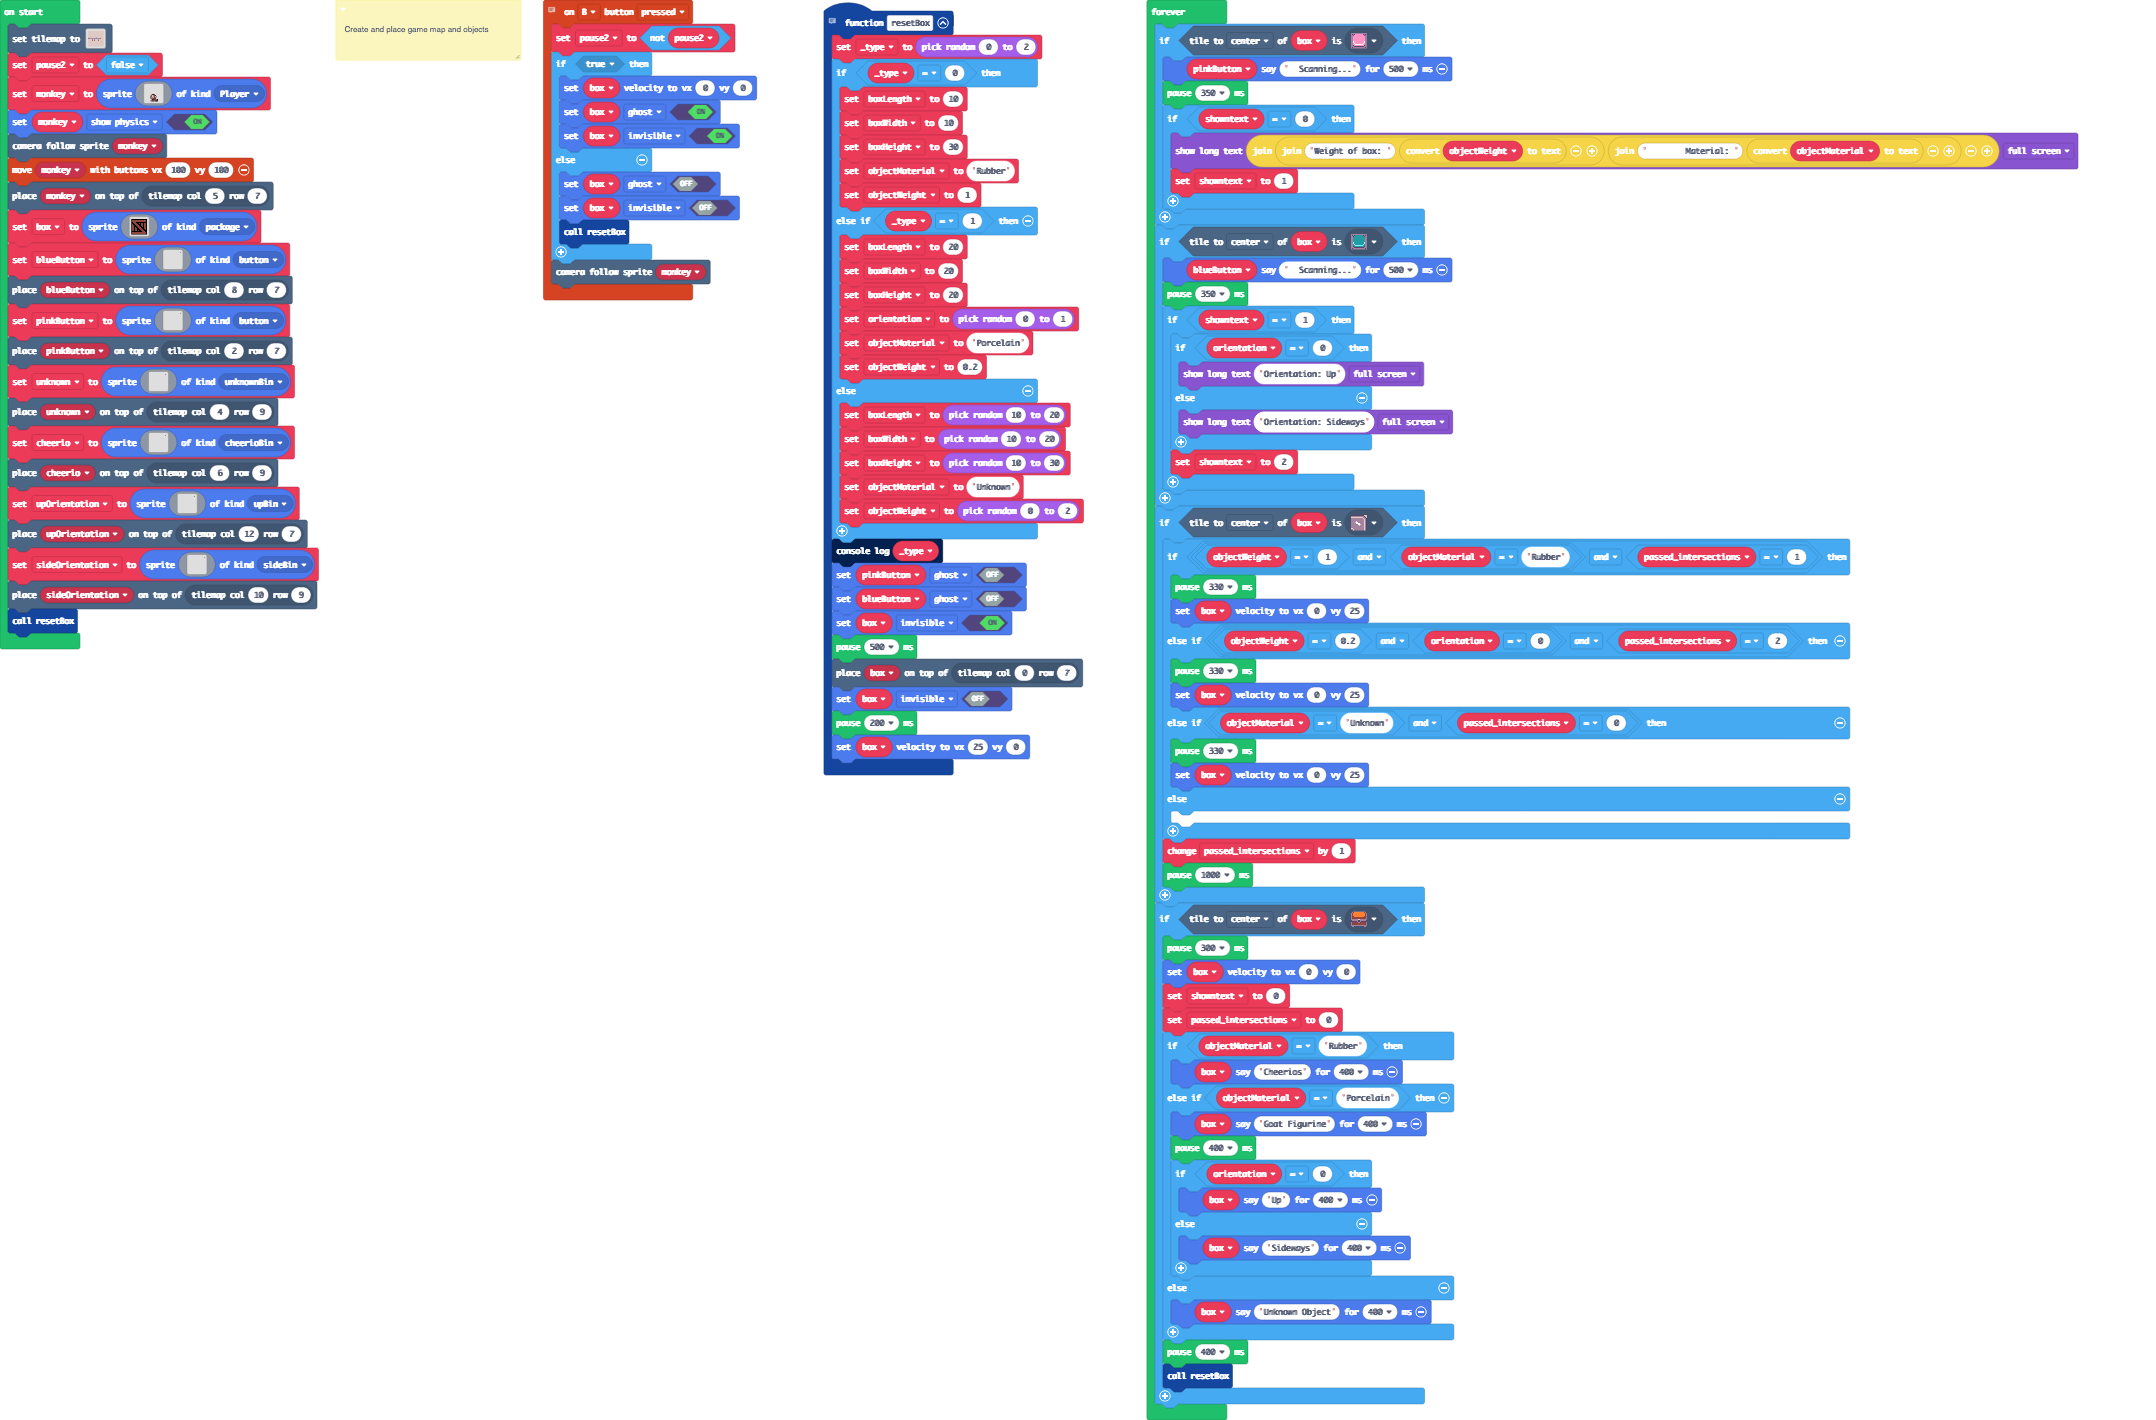 on start
set tilemap to
set pause2 to false
set monkey to sprite of kind Player
set monkey show physics ON
camera follow sprite monkey
move monkey with buttons vx 100 vy 100
place monkey on top of tilemap col 5 row 7
set box to sprite of kind package
set blueButton to sprite of kind button
place blueButton on top of tilemap col 8 row 7
set pinkButton to sprite of kind button
place pinkButton on top of tilemap col 2 row 7
set unknown to sprite of kind unknownBin
place unknown on top of tilemap col 4 row 9
set cheerio to sprite of kind cheerioBin
place cheerio on top of tilemap col 6 row 9
set upOrientation to sprite of kind upBin
place upOrientation on top of tilemap col 12 row 7
set sideOrientation to sprite of kind sideBin
place sideOrientation on top of tilemap col 10 row 9
call resetBox
Create and place game map and objects
on B button pressed
set pause2 to not pause2
if true then
set box velocity to vx 0 vy 0
set box ghost ON
set box invisible ON
else
set box ghost OFF
set box invisible OFF
call resetBox
camera follow sprite monkey
function resetBox
set _type to pick random 0 to 2
if _type = 0 then
set boxLength to 10
set boxWidth to 10
set boxHeight to 30
set objectMaterial to "Rubber"
set objectWeight to 1
else if _type = 1 then
set boxLength to 20
set boxWidth to 20
set boxHeight to 20
set orientation to pick random 0 to 1
set objectMaterial to "Porcelain"
set objectWeight to 0.2
else
set boxLength to pick random 10 to 20
set boxWidth to pick random 10 to 20
set boxHeight to pick random 10 to 30
set objectMaterial to "Unknown"
set objectWeight to pick random 0 to 2
console log _type
set pinkButton ghost OFF
set blueButton ghost OFF
set box invisible ON
pause 500 ms
place box on top of tilemap col 0 row 7
set box invisible OFF
pause 200 ms
set box velocity to vx 25 vy 0
forever
if tile to center of box is then
pinkButton say " Scanning..." for 500 ms
pause 350 ms
if showntext = 0 then
show long text join join "Weight of box: " convert objectWeight to text join " Material: " convert objectMaterial to text full screen
set showntext to 1
if tile to center of box is then
blueButton say " Scanning..." for 500 ms
pause 350 ms
if showntext = 1 then
if orientation = 0 then
show long text "Orientation: Up" full screen
else
show long text "Orientation: Sideways" full screen
set showntext to 2
if tile to center of box is then
if objectWeight = 1 and objectMaterial = "Rubber" and passed_intersections = 1 then
pause 330 ms
set box velocity to vx 0 vy 25
else if objectWeight = 0.2 and orientation = 0 and passed_intersections = 2 then
pause 330 ms
set box velocity to vx 0 vy 25
else if objectMaterial = "Unknown" and passed_intersections = 0 then
pause 330 ms
set box velocity to vx 0 vy 25
else
change passed_intersections by 1
pause 1000 ms
if tile to center of box is then
pause 300 ms
set box velocity to vx 0 vy 0
set showntext to 0
set passed_intersections to 0
if objectMaterial = "Rubber" then
box say "Cheerios" for 400 ms
else if objectMaterial = "Porcelain" then
box say "Goat Figurine" for 400 ms
pause 400 ms
if orientation = 0 then
box say "Up" for 400 ms
else
box say "Sideways" for 400 ms
else
box say "Unknown Object" for 400 ms
pause 400 ms
call resetBox